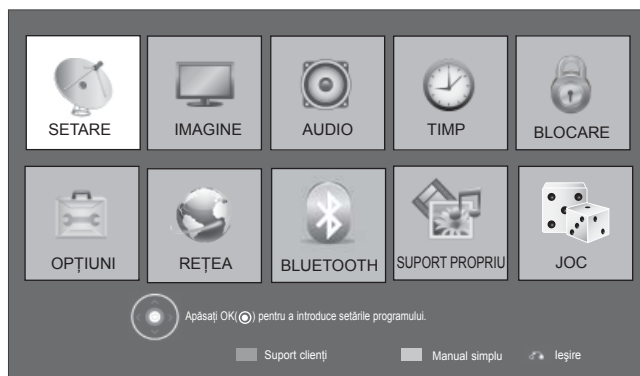 SETARE IMAGINE AUDIO TIMP BLOCARE
OPȚIUNI REȚEA BLUETOOTH SUPORT PROPRIU JOC
Apăsați OK(◉) pentru a introduce setările programului.
Suport clienți Manual simplu Ieşire